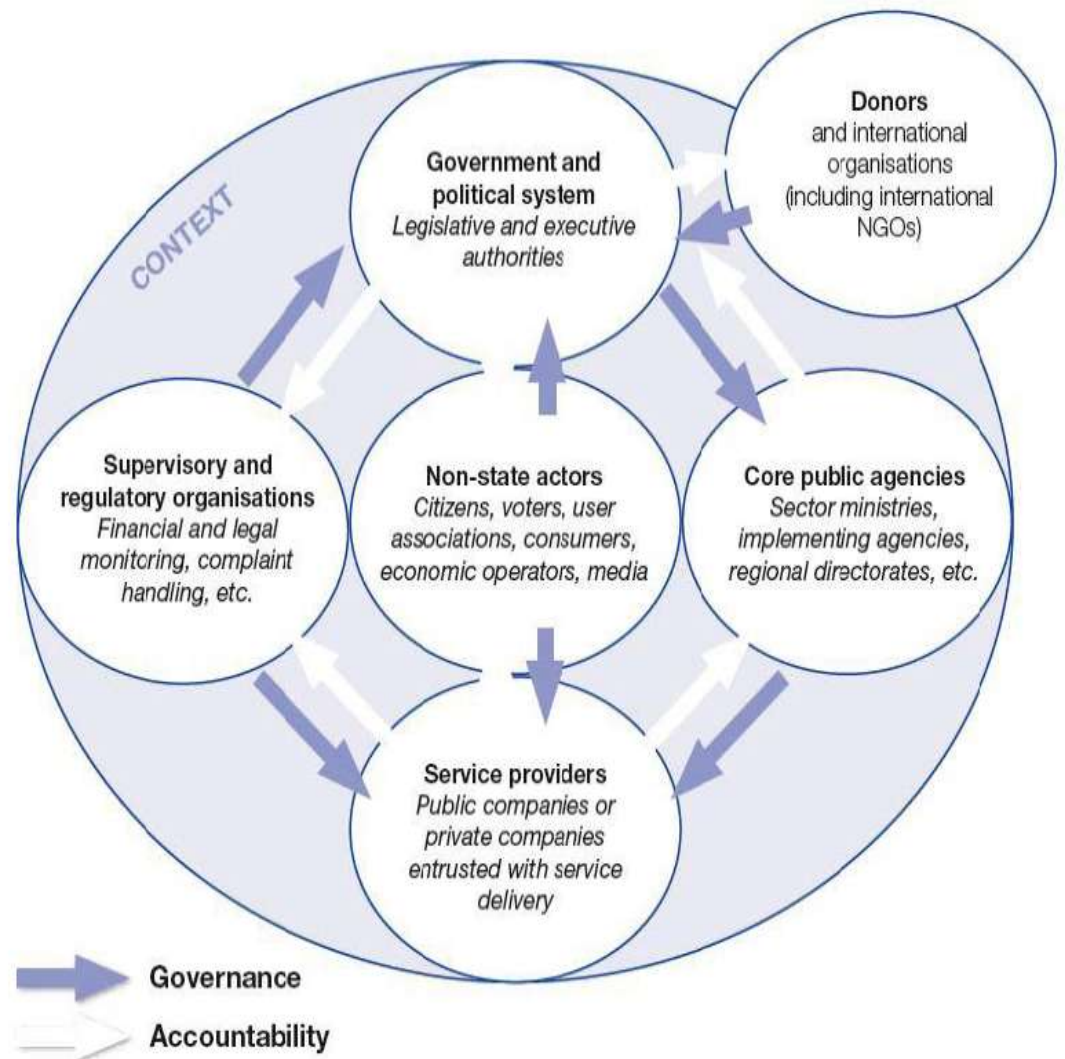 CONTEXT
Government and
political system
Legislative and executive
authorities
Donors
and international
organisations
(including international
NGOs)
Supervisory and
regulatory organisations
Financial and legal
monitoring, complaint
handling, etc.
Non-state actors
Citizens, voters, user
associations, consumers,
economic operators, media
Core public agencies
Sector ministries,
implementing agencies,
regional directorates, etc.
Service providers
Public companies or
private companies
entrusted with service
delivery
Governance
Accountability